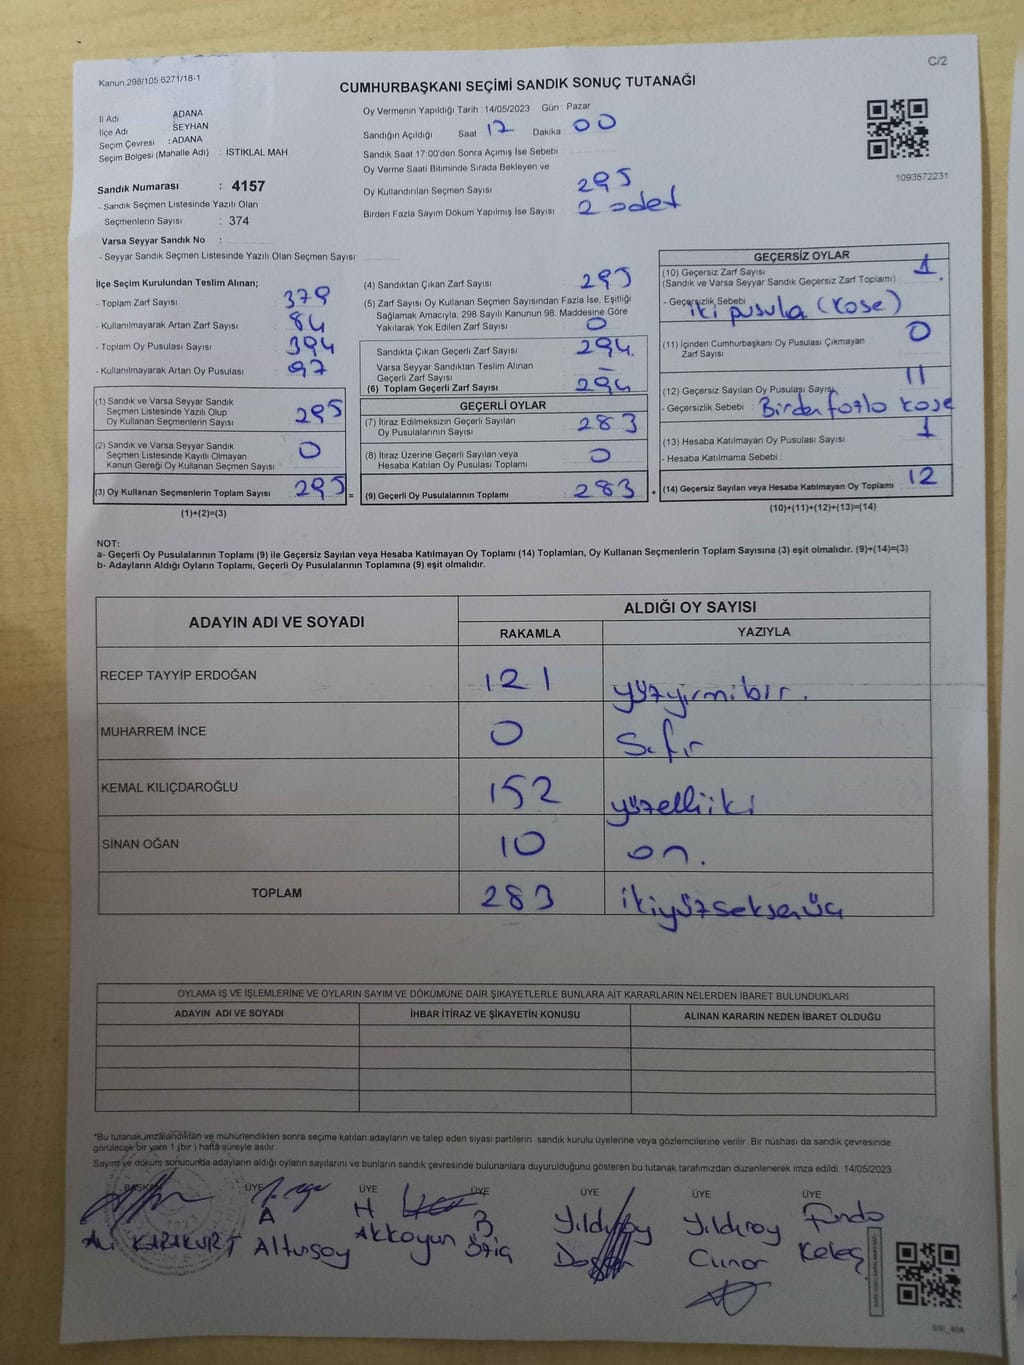 Kanun.298/105.6271/18-1
C/2
CUMHURBAŞKANI SEÇİMİ SANDIK SONUÇ TUTANAĞI
İl Adı ADANA
İlçe Adı SEYHAN
Seçim Çevresi : ADANA
Seçim Bölgesi (Mahalle Adı) : İSTİKLAL MAH
Sandık Numarası : 4157
- Sandık Seçmen Listesinde Yazılı Olan
Seçmenlerin Sayısı : 374
Varsa Seyyar Sandık No :
- Seyyar Sandık Seçmen Listesinde Yazılı Olan Seçmen Sayısı:
Oy Vermenin Yapıldığı Tarih : 14/05/2023 Gün : Pazar
Sandığın Açıldığı Saat 17 Dakika 00
Sandık Saat 17:00'den Sonra Açımış İse Sebebi
Oy Verme Saati Bitiminde Sırada Bekleyen ve
Oy Kullandırılan Seçmen Sayısı 295
Birden Fazla Sayım Döküm Yapılmış İse Sayısı 2 adet
1093572231
İlçe Seçim Kurulundan Teslim Alınan;
- Toplam Zarf Sayısı 379
- Kullanılmayarak Artan Zarf Sayısı 84
- Toplam Oy Pusulası Sayısı 394
- Kullanılmayarak Artan Oy Pusulası 97
(1) Sandık ve Varsa Seyyar Sandık
Seçmen Listesinde Yazılı Olup
Oy Kullanan Seçmenlerin Sayısı 295
(2) Sandık ve Varsa Seyyar Sandık
Seçmen Listesinde Kayıtlı Olmayan
Kanun Gereği Oy Kullanan Seçmen Sayısı 0
(3) Oy Kullanan Seçmenlerin Toplam Sayısı 295 =
(1)+(2)=(3)
(4) Sandıktan Çıkan Zarf Sayısı 295
(5) Zarf Sayısı Oy Kullanan Seçmen Sayısından Fazla İse, Eşitliği
Sağlamak Amacıyla, 298 Sayılı Kanunun 98. Maddesine Göre
Yakılarak Yok Edilen Zarf Sayısı 0
Sandıkta Çıkan Geçerli Zarf Sayısı 294.
Varsa Seyyar Sandıktan Teslim Alınan
Geçerli Zarf Sayısı –
(6) Toplam Geçerli Zarf Sayısı 294
GEÇERLİ OYLAR
(7) İtiraz Edilmeksizin Geçerli Sayılan
Oy Pusulalarının Sayısı 283
(8) İtiraz Üzerine Geçerli Sayılan veya
Hesaba Katılan Oy Pusulası Toplamı 0
(9) Geçerli Oy Pusulalarının Toplamı 283 +
GEÇERSİZ OYLAR
(10) Geçersiz Zarf Sayısı 1
(Sandık ve Varsa Seyyar Sandık Geçersiz Zarf Toplamı)
- Geçersizlik Sebebi
iki pusula (kose)
(11) İçinden Cumhurbaşkanı Oy Pusulası Çıkmayan
Zarf Sayısı 0
(12) Geçersiz Sayılan Oy Pusulası Sayısı 11
- Geçersizlik Sebebi : Birden fazla kose
(13) Hesaba Katılmayan Oy Pusulası Sayısı 1
- Hesaba Katılmama Sebebi :
(14) Geçersiz Sayılan veya Hesaba Katılmayan Oy Toplamı 12
(10)+(11)+(12)+(13)=(14)
NOT:
a- Geçerli Oy Pusulalarının Toplamı (9) ile Geçersiz Sayılan veya Hesaba Katılmayan Oy Toplamı (14) Toplamları, Oy Kullanan Seçmenlerin Toplam Sayısına (3) eşit olmalıdır. (9)+(14)=(3)
b- Adayların Aldığı Oyların Toplamı, Geçerli Oy Pusulalarının Toplamına (9) eşit olmalıdır.
ADAYIN ADI VE SOYADI ALDIĞI OY SAYISI
RAKAMLA YAZIYLA
RECEP TAYYİP ERDOĞAN 121 yüzyirmibir.
MUHARREM İNCE 0 Sıfır
KEMAL KILIÇDAROĞLU 152 yüzelliiki
SİNAN OĞAN 10 on.
TOPLAM 283 ikiyüzseksenüç
OYLAMA İŞ VE İŞLEMLERİNE VE OYLARIN SAYIM VE DÖKÜMÜNE DAİR ŞİKAYETLERLE BUNLARA AİT KARARLARIN NELERDEN İBARET BULUNDUKLARI
ADAYIN ADI VE SOYADI İHBAR İTİRAZ VE ŞİKAYETİN KONUSU ALINAN KARARIN NEDEN İBARET OLDUĞU
*Bu tutanak imzalandıktan ve mühürlendikten sonra seçime katılan adayların ve talep eden siyasi partilerin sandık kurulu üyelerine veya gözlemcilerine verilir. Bir nüshası da sandık çevresinde
görülecek bir yere 1 (bir) hafta süreyle asılır.
Sayım ve döküm sonucunda adayların aldığı oyların sayılarını ve bunların sandık çevresinde bulunanlara duyurulduğunu gösteren bu tutanak tarafımızdan düzenlenerek imza edildi. 14/05/2023
BAŞKAN ÜYE ÜYE ÜYE ÜYE ÜYE ÜYE
Ali KARAKURT
A Altunsoy
H Akkoyun
B
Yıldıray
Yıldıray
Cınar
Funda
Keleş